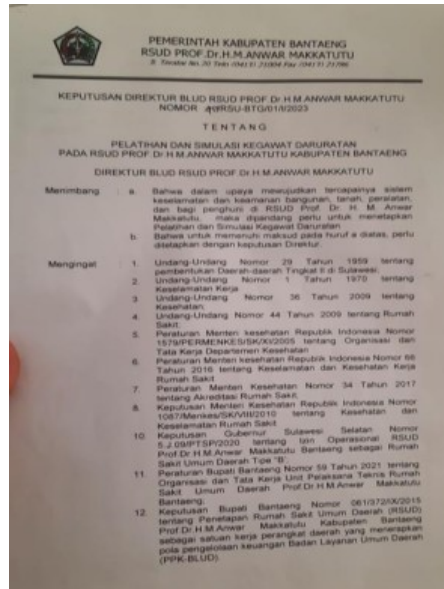 PEMERINTAH KABUPATEN BANTAENG
RSUD PROF.Dr.H.M.ANWAR MAKKATUTU
KEPUTUSAN DIREKTUR BLUD RSUD PROF.Dr.H.M.ANWAR MAKKATUTU
NOMOR /RSU-BTG/01/I/2023
TENTANG
PELATIHAN DAN SIMULASI KEGAWAT DARURATAN
PADA RSUD PROF.Dr.H.M.ANWAR MAKKATUTU KABUPATEN BANTAENG
DIREKTUR BLUD RSUD PROF.Dr.H.M.ANWAR MAKKATUTU
Menimbang : a. Bahwa dalam upaya mewujudkan tercapainya sistem
keselamatan dan keamanan bangunan, tanah, peralatan,
dan bagi penghuni di RSUD Prof. Dr. H. M. Anwar
Makkatutu, maka dipandang perlu untuk menetapkan
Pelatihan dan Simulasi Kegawat Daruratan
b. Bahwa untuk memenuhi maksud pada huruf a diatas, perlu
ditetapkan dengan keputusan Direktur.
Mengingat : 1. Undang-Undang Nomor 29 Tahun 1959 tentang
pembentukan Daerah-daerah Tingkat II di Sulawesi;
2. Undang-Undang Nomor 1 Tahun 1970 tentang
Keselamatan Kerja
3. Undang-Undang Nomor 36 Tahun 2009 tentang
Kesehatan;
4. Undang-Undang Nomor 44 Tahun 2009 tentang Rumah
Sakit
5. Peraturan Menteri kesehatan Republik Indonesia Nomor
1579/PERMENKES/SK/XI/2005 tentang Organisasi dan
Tata Kerja Departemen Kesehatan
6. Peraturan Menteri kesehatan Republik Indonesia Nomor 66
Tahun 2016 tentang Keselamatan dan Kesehatan Kerja
Rumah Sakit
7. Peraturan Menteri Kesehatan Nomor 34 Tahun 2017
tentang Akreditasi Rumah Sakit;
8. Keputusan Menteri Kesehatan Republik Indonesia Nomor
1087/Menkes/SK/VIII/2010 tentang Kesehatan dan
Keselamatan Rumah Sakit
10. Keputusan Gubernur Sulawesi Selatan Nomor
5.J.09/PTSP/2020 tentang Izin Operasional RSUD
Prof.Dr.H.M.Anwar Makkatutu Bantaeng sebagai Rumah
Sakit Umum Daerah Tipe "B".
11. Peraturan Bupati Bantaeng Nomor 59 Tahun 2021 tentang
Organisasi dan Tata Kerja Unit Pelaksana Teknis Rumah
Sakit Umum Daerah Prof.Dr.H.M.Anwar Makkatutu
Bantaeng;
12. Keputusan Bupati Bantaeng Nomor 061/372/IX/2015
tentang Penetapan Rumah Sakit Umum Daerah (RSUD)
Prof.Dr.H.M.Anwar Makkatutu Kabupaten Bantaeng
sebagai satuan kerja perangkat daerah yang menerapkan
pola pengelolaan keuangan Badan Layanan Umum Daerah
(PPK-BLUD)